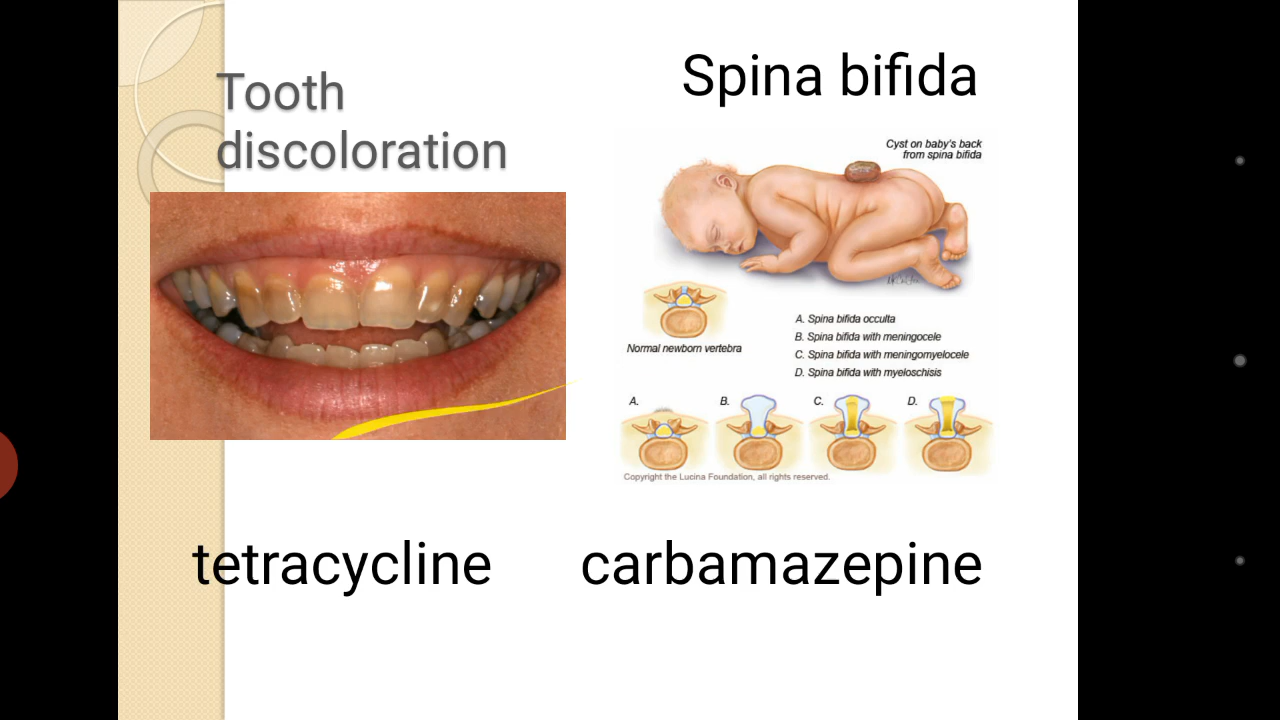 Tooth
discoloration
Spina bifida
Cyst on baby's back
from spina bifida
Normal newborn vertebra
A. Spina bifida occulta
B. Spina bifida with meningocele
C. Spina bifida with meningomyelocele
D. Spina bifida with myeloschisis
A.
B.
C.
D.
Copyright the Lucina Foundation, all rights reserved.
tetracycline
carbamazepine